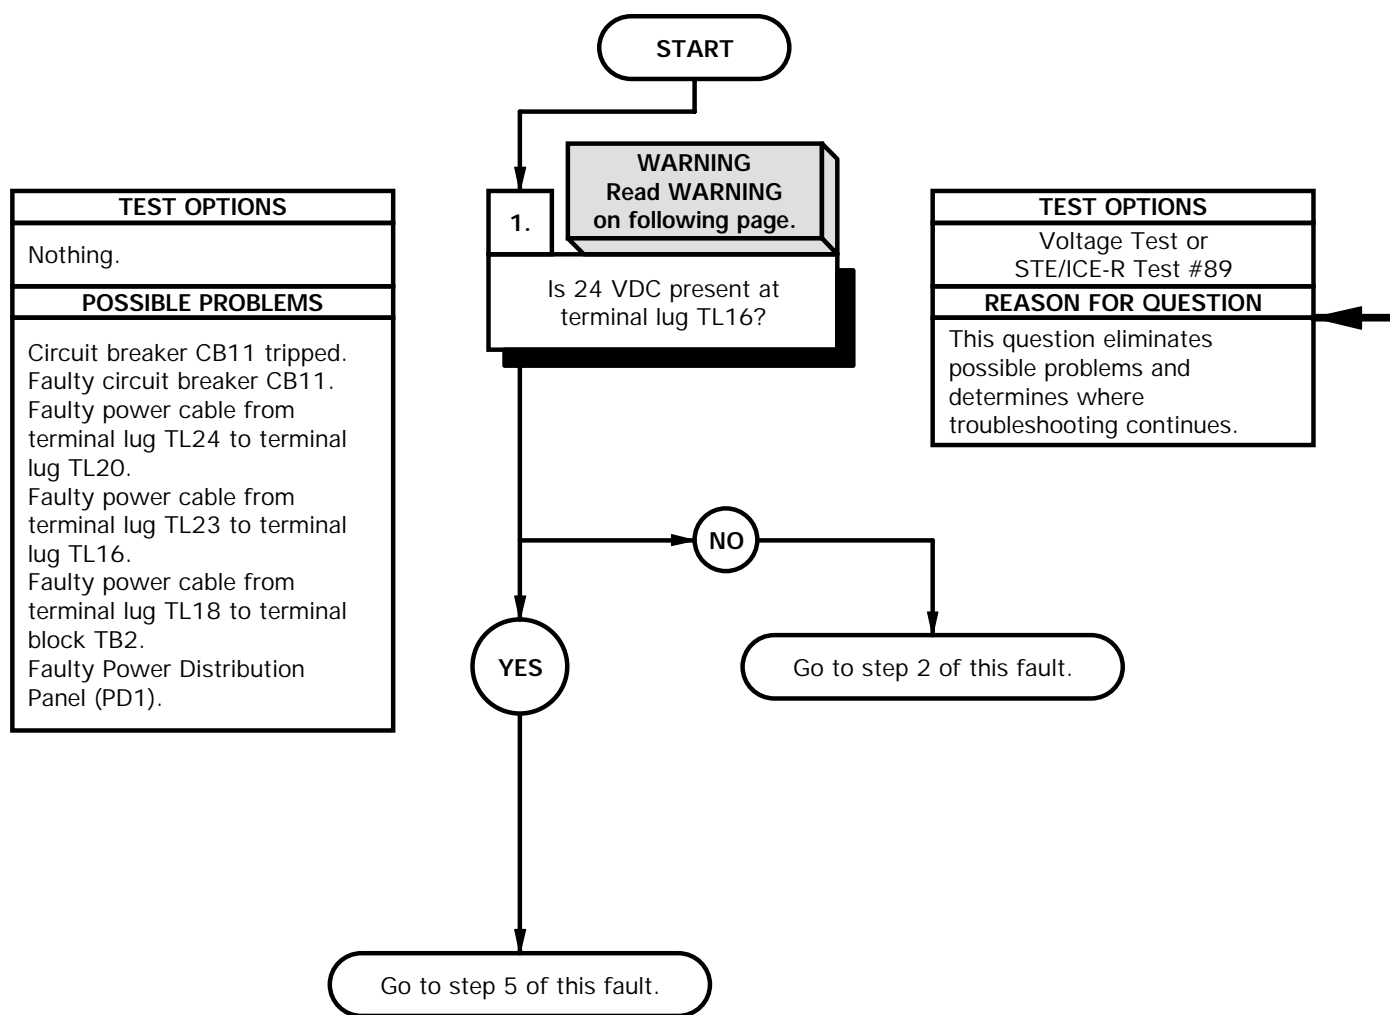 START
WARNING
Read WARNING
on following page.
1.
Is 24 VDC present at
terminal lug TL16?
TEST OPTIONS
Nothing.
POSSIBLE PROBLEMS
Circuit breaker CB11 tripped.
Faulty circuit breaker CB11.
Faulty power cable from
terminal lug TL24 to terminal
lug TL20.
Faulty power cable from
terminal lug TL23 to terminal
lug TL16.
Faulty power cable from
terminal lug TL18 to terminal
block TB2.
Faulty Power Distribution
Panel (PD1).
TEST OPTIONS
Voltage Test or
STE/ICE-R Test #89
REASON FOR QUESTION
This question eliminates
possible problems and
determines where
troubleshooting continues.
NO
YES
Go to step 2 of this fault.
Go to step 5 of this fault.